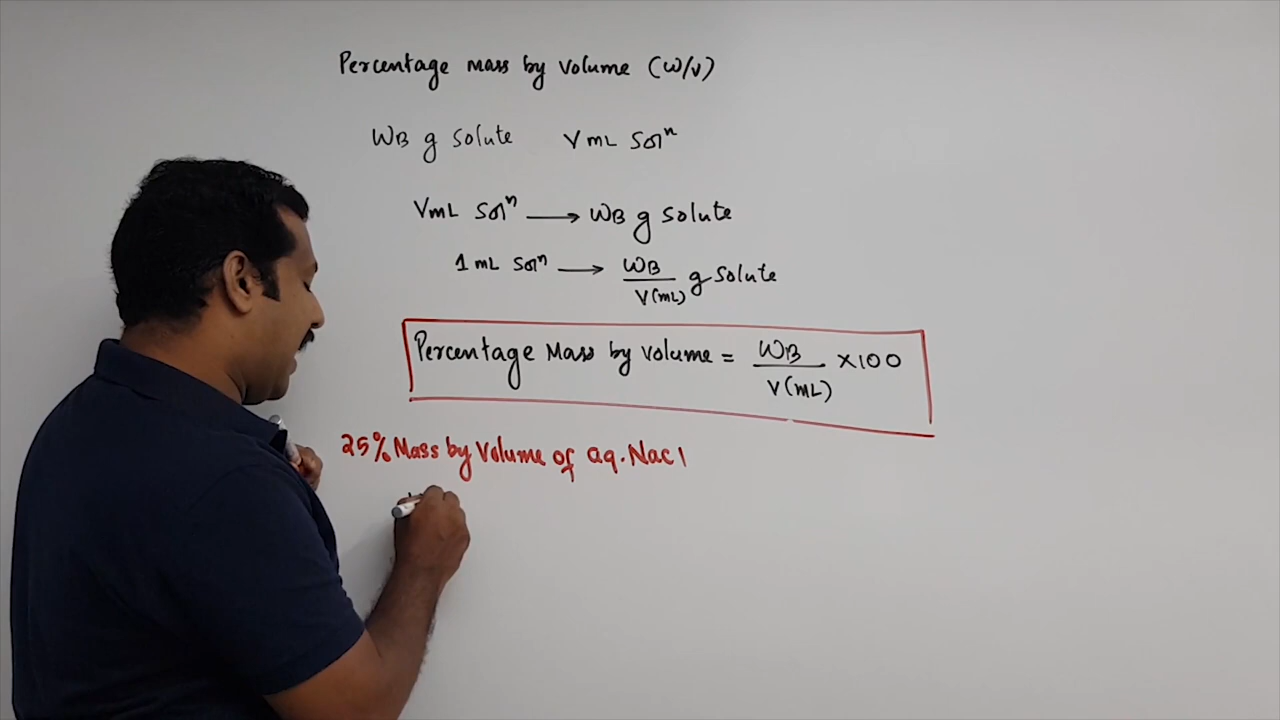 Percentage mass by volume (w/v)
WB g solute V mL solⁿ
V mL solⁿ ⟶ WB g solute
1 mL solⁿ ⟶ WB / V(mL) g solute
Percentage Mass by volume = WB / V(mL) ×100
25% Mass by Volume of aq. Nacl